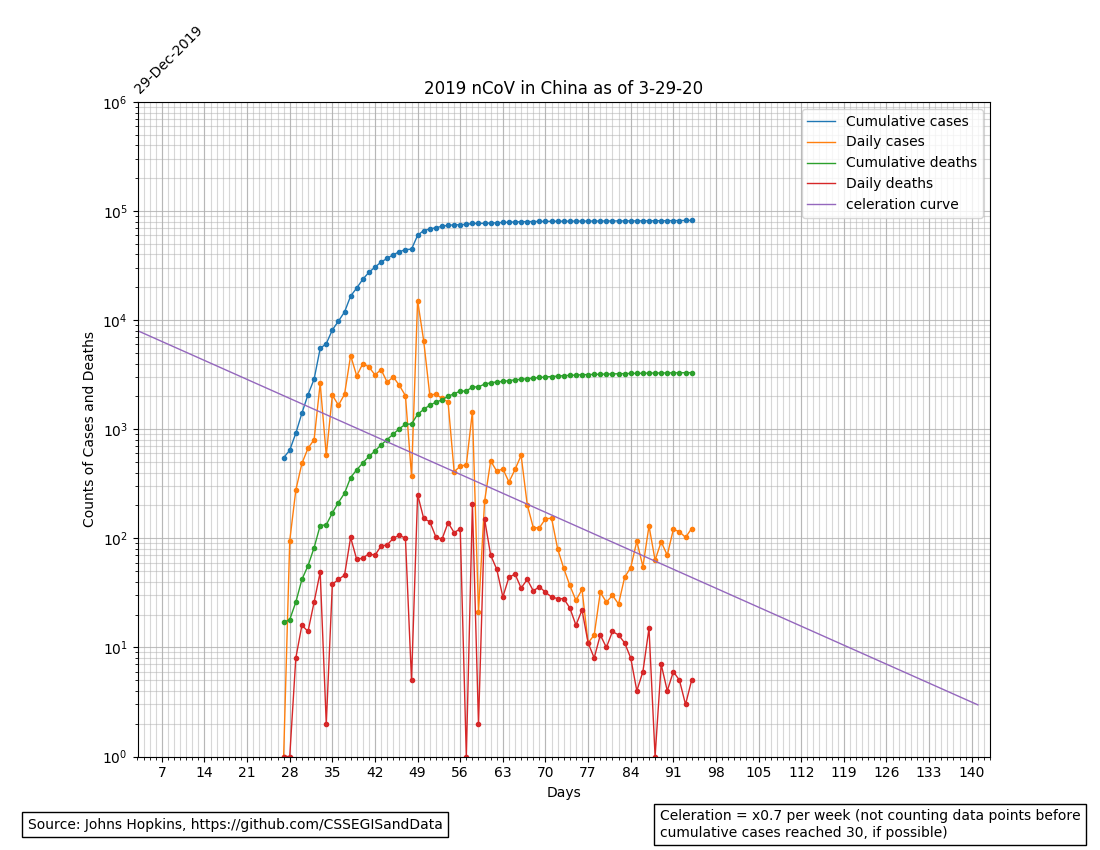 29-Dec-2019
2019 nCoV in China as of 3-29-20
Cumulative cases
Daily cases
Cumulative deaths
Daily deaths
celeration curve
Counts of Cases and Deaths
10^6
10^5
10^4
10^3
10^2
10^1
10^0
7 14 21 28 35 42 49 56 63 70 77 84 91 98 105 112 119 126 133 140
Days
Source: Johns Hopkins, https://github.com/CSSEGISandData
Celeration = x0.7 per week (not counting data points before
cumulative cases reached 30, if possible)